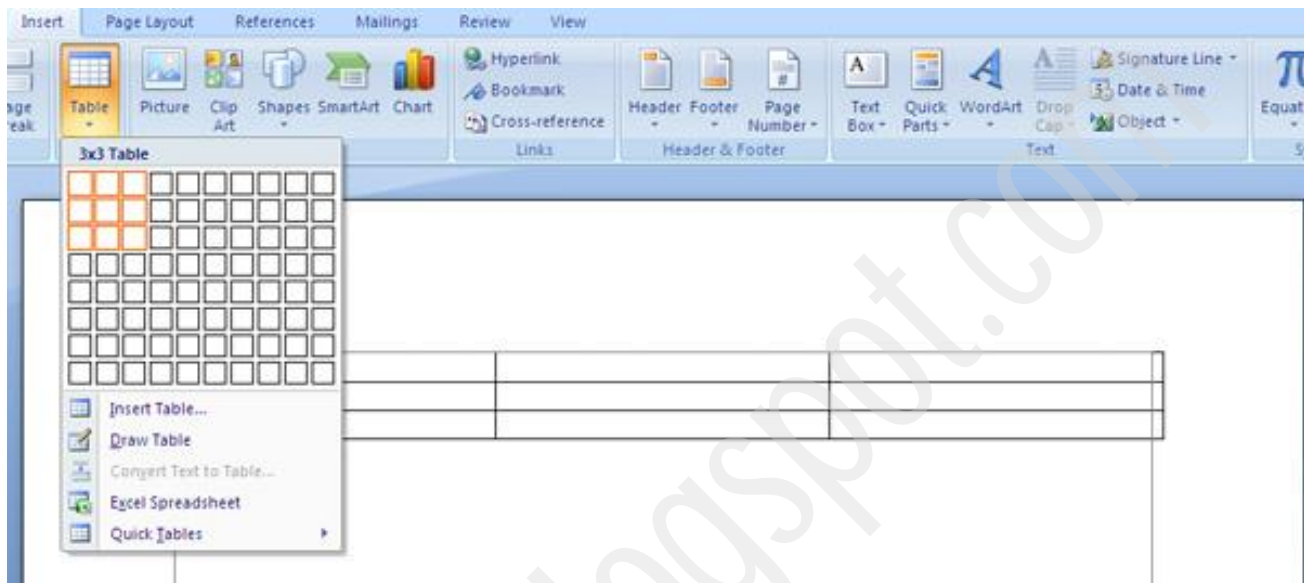 Insert Page Layout References Mailings Review View
Table Picture Clip Art Shapes SmartArt Chart
Hyperlink
Bookmark
Cross-reference
Links
Header Footer Page Number
Header & Footer
Text Box Quick Parts WordArt Drop Cap
Signature Line
Date & Time
Object
Text
Equat
3x3 Table
Insert Table...
Draw Table
Convert Text to Table...
Excel Spreadsheet
Quick Tables
ogspot.com